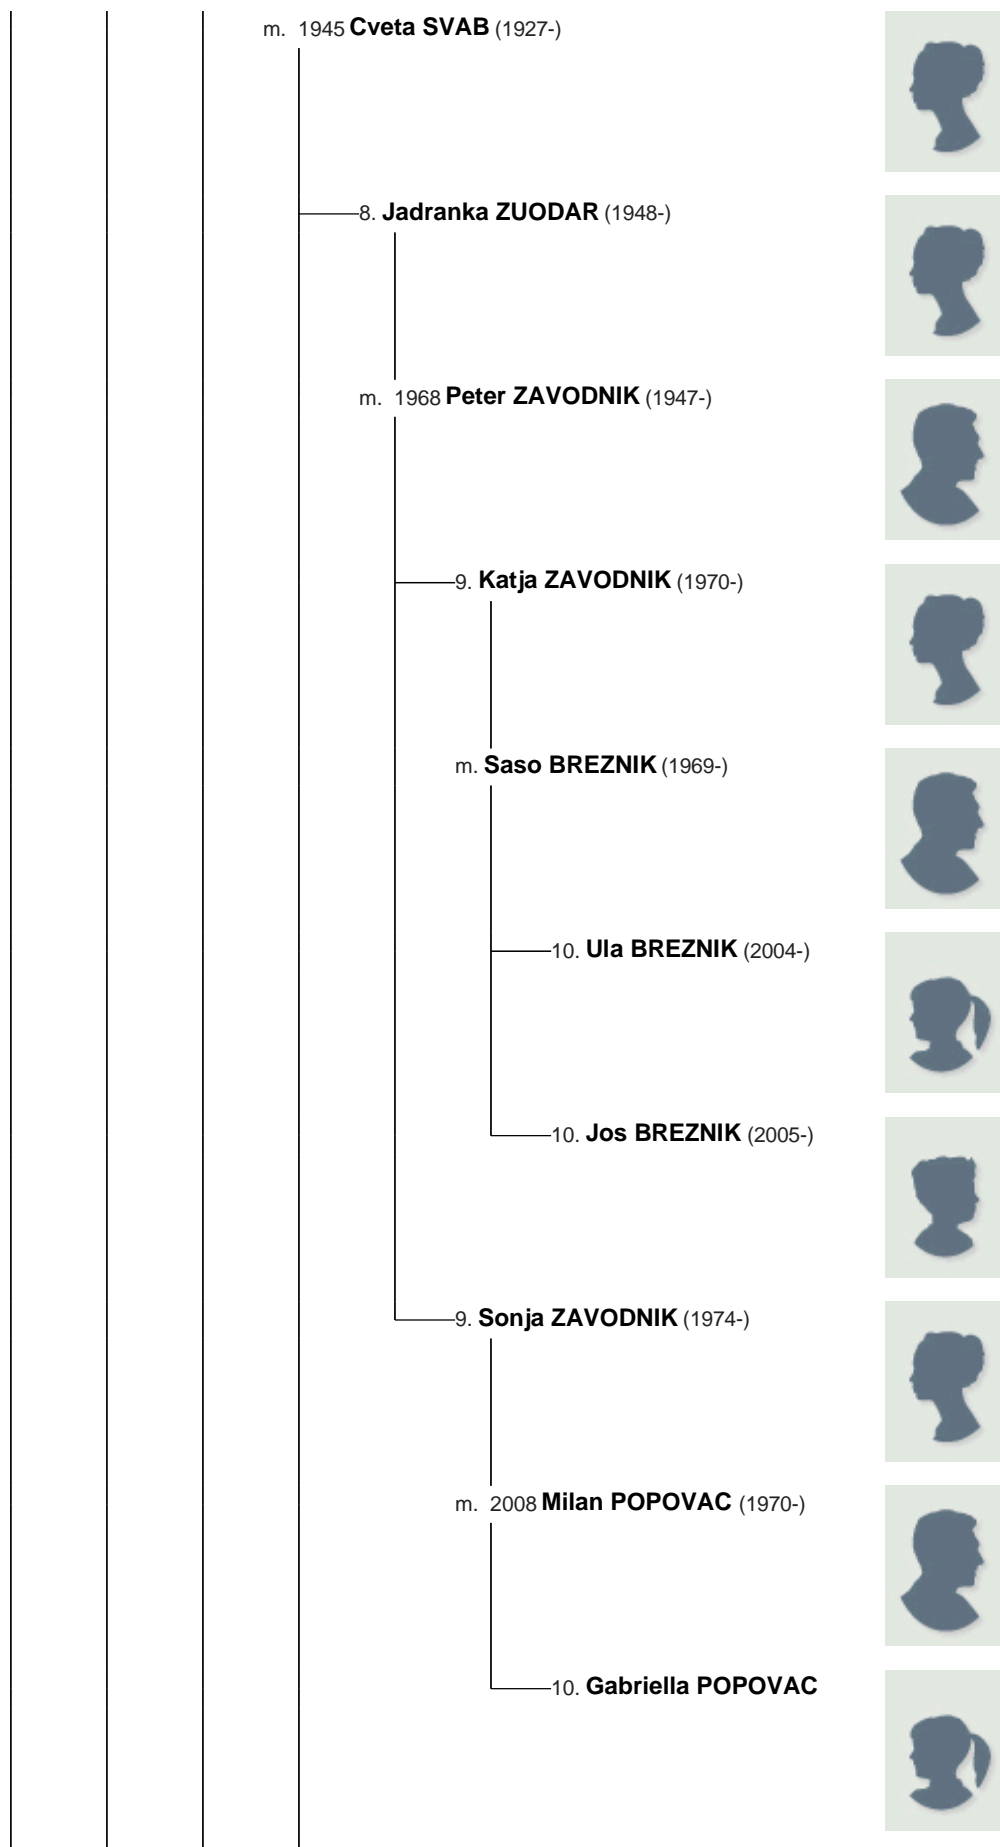 m. 1945 Cveta SVAB (1927-)
8. Jadranka ZUODAR (1948-)
m. 1968 Peter ZAVODNIK (1947-)
9. Katja ZAVODNIK (1970-)
m. Saso BREZNIK (1969-)
10. Ula BREZNIK (2004-)
10. Jos BREZNIK (2005-)
9. Sonja ZAVODNIK (1974-)
m. 2008 Milan POPOVAC (1970-)
10. Gabriella POPOVAC